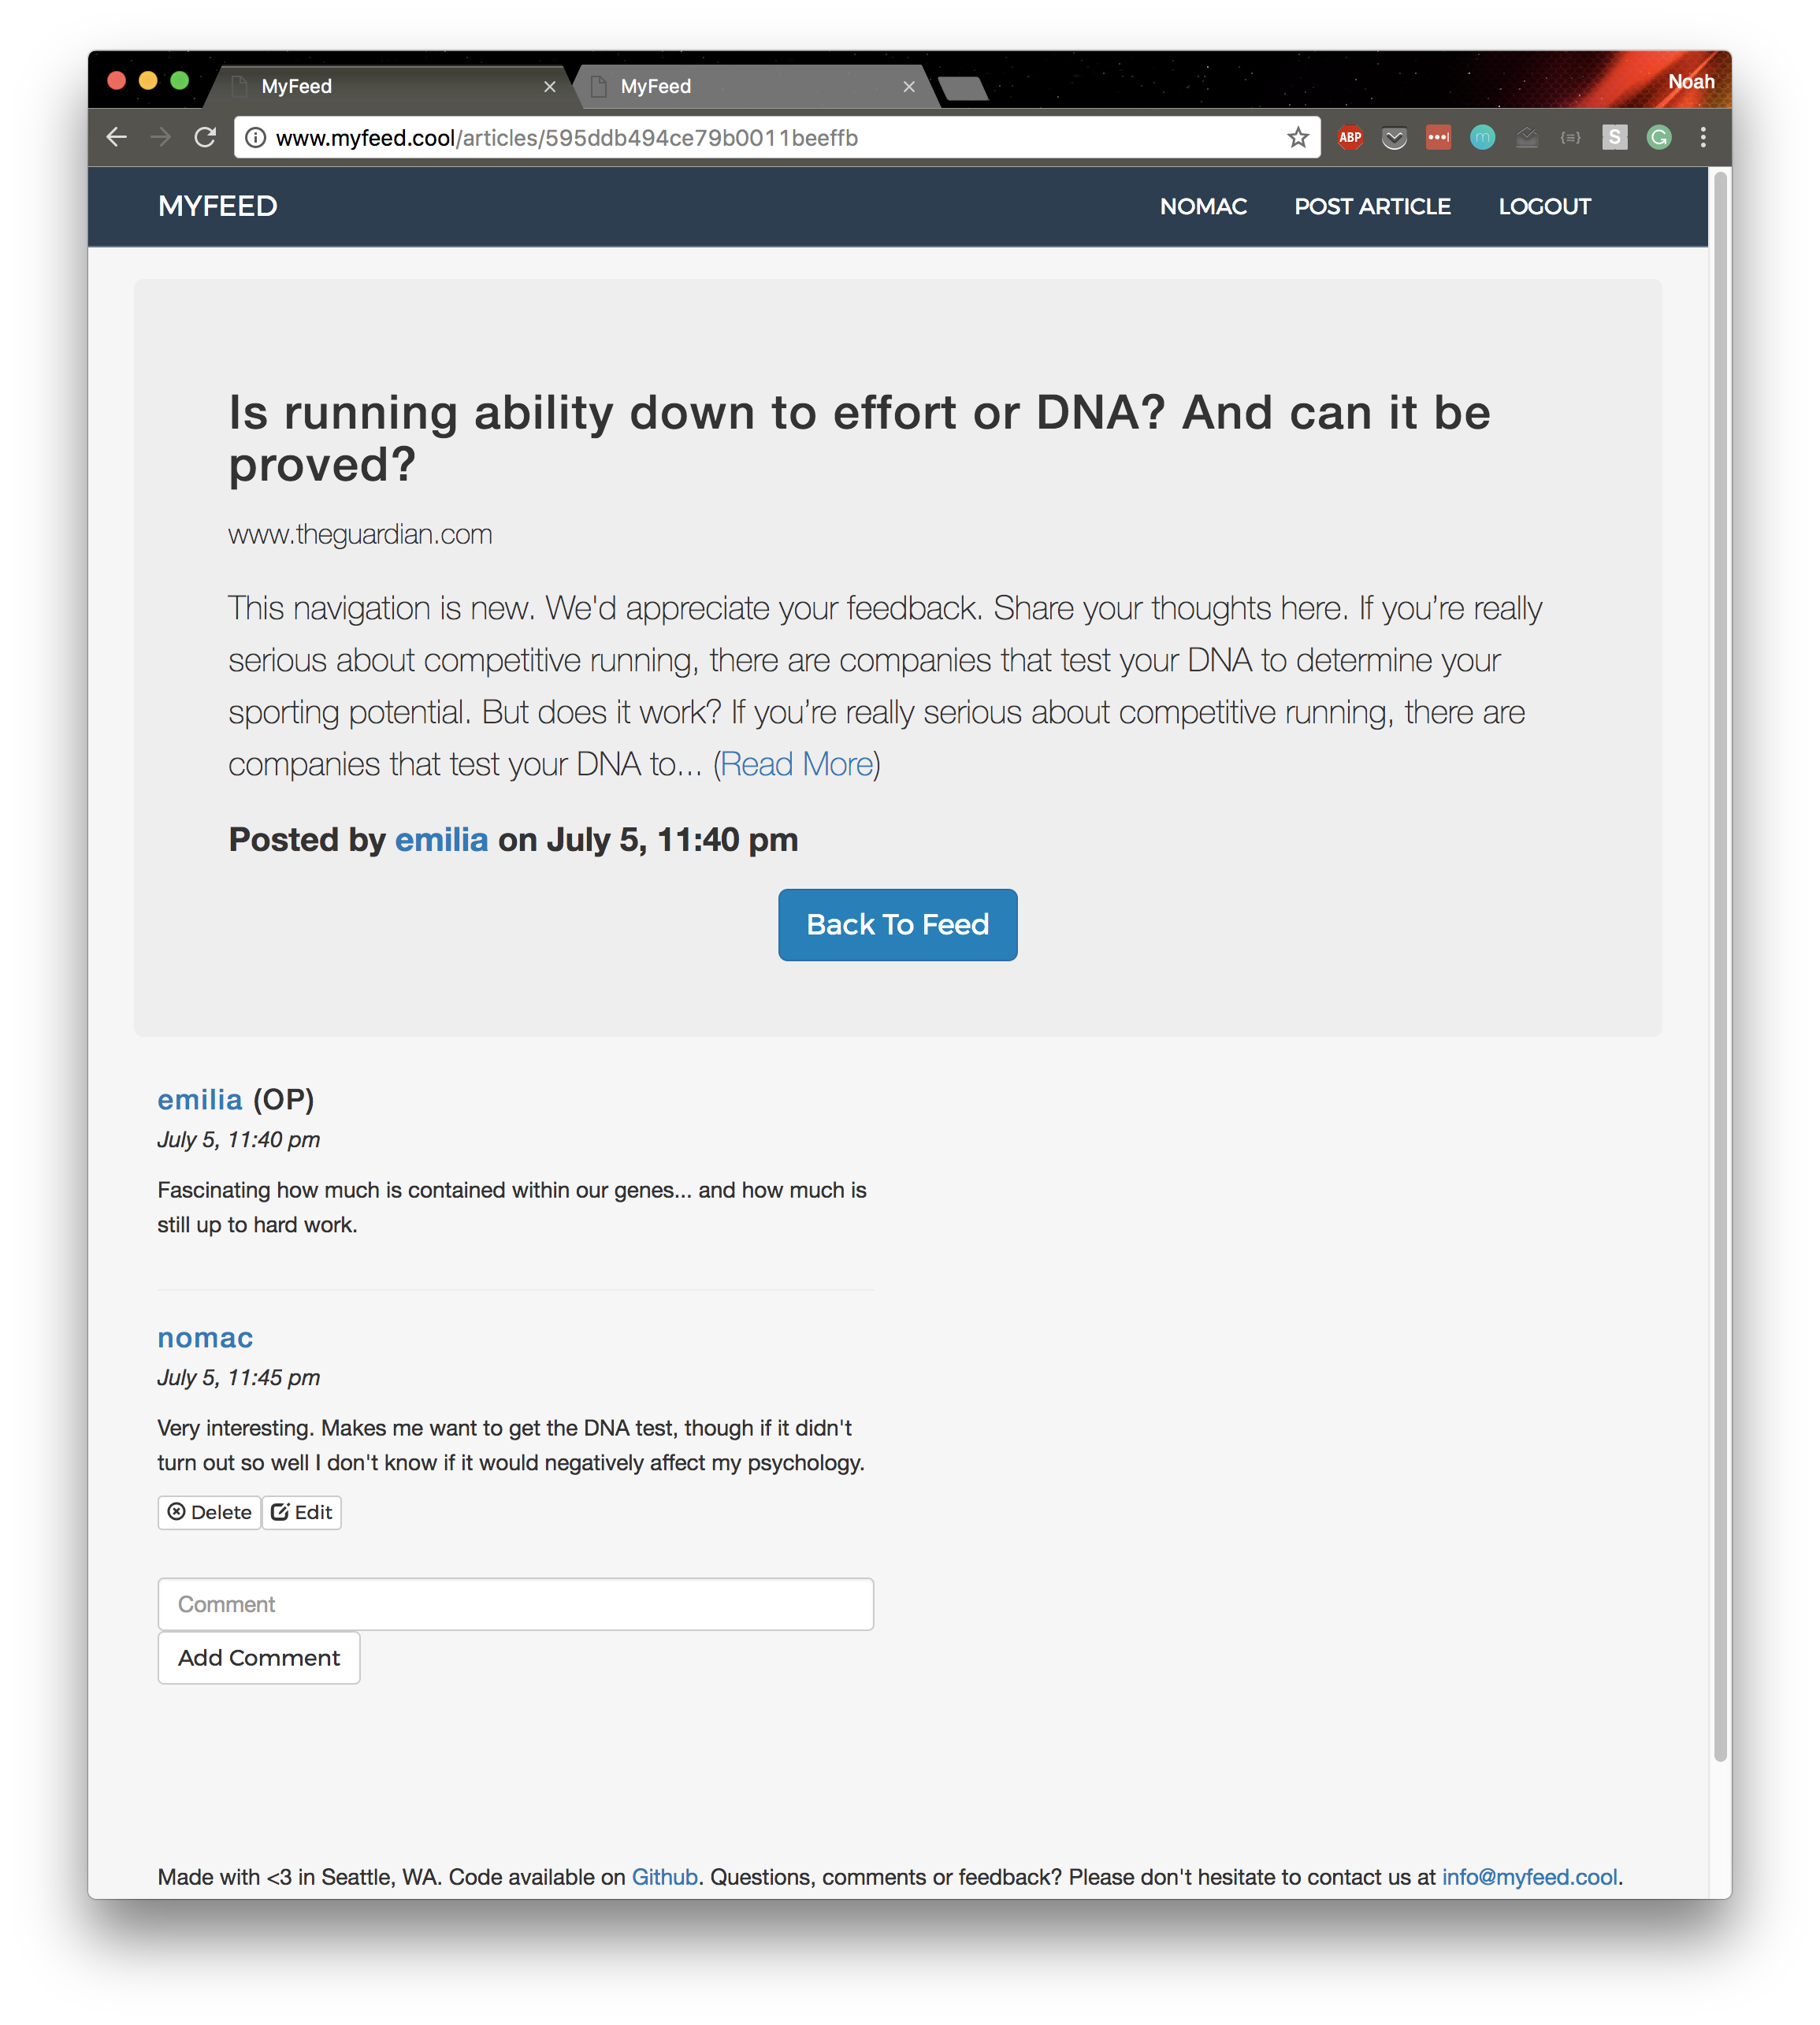 MyFeed
MyFeed
Noah
www.myfeed.cool/articles/595ddb494ce79b0011beeffb
ABP
m
S
G
MYFEED
NOMAC
POST ARTICLE
LOGOUT
Is running ability down to effort or DNA? And can it be
proved?
www.theguardian.com
This navigation is new. We'd appreciate your feedback. Share your thoughts here. If you’re really
serious about competitive running, there are companies that test your DNA to determine your
sporting potential. But does it work? If you’re really serious about competitive running, there are
companies that test your DNA to... (Read More)
Posted by emilia on July 5, 11:40 pm
Back To Feed
emilia (OP)
July 5, 11:40 pm
Fascinating how much is contained within our genes... and how much is
still up to hard work.
nomac
July 5, 11:45 pm
Very interesting. Makes me want to get the DNA test, though if it didn't
turn out so well I don't know if it would negatively affect my psychology.
Delete Edit
Comment
Add Comment
Made with <3 in Seattle, WA. Code available on Github. Questions, comments or feedback? Please don't hesitate to contact us at info@myfeed.cool.